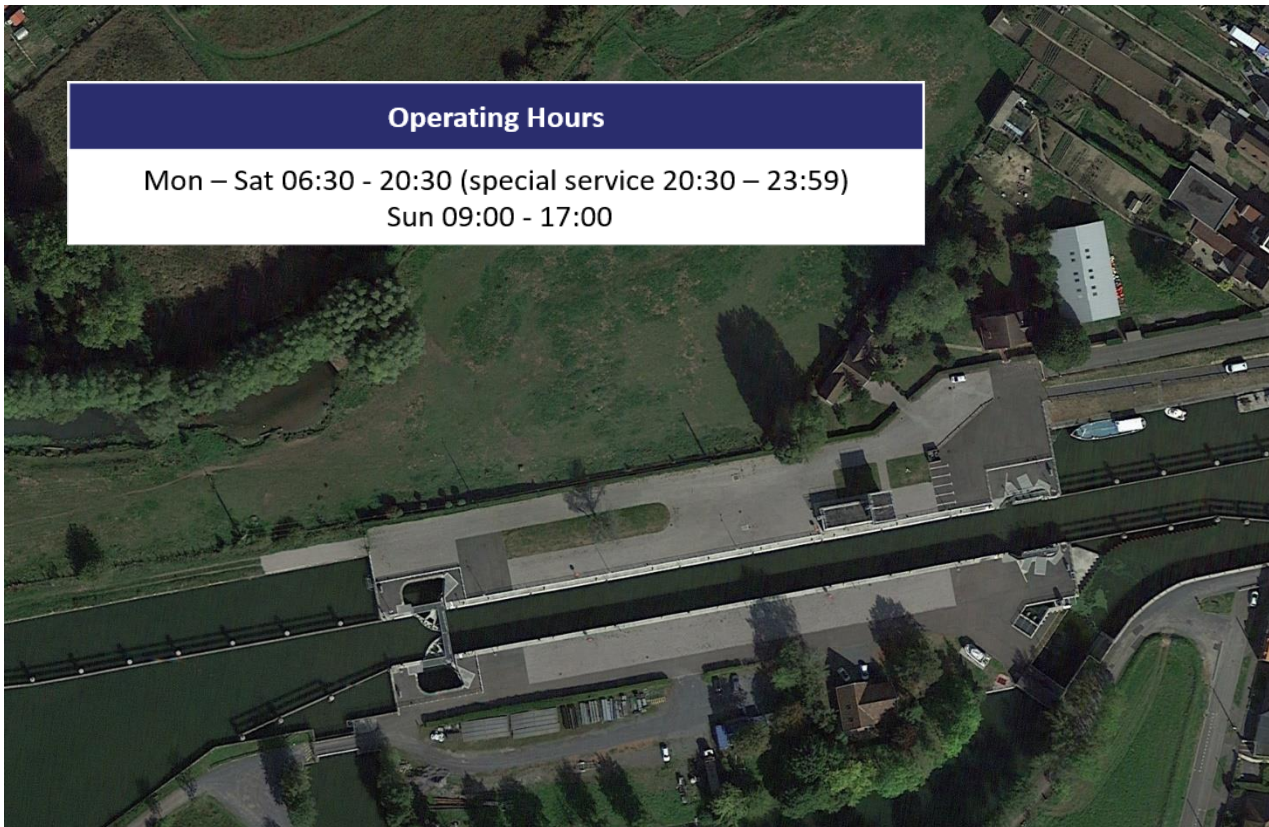 Operating Hours
Mon – Sat 06:30 - 20:30 (special service 20:30 – 23:59)
Sun 09:00 - 17:00